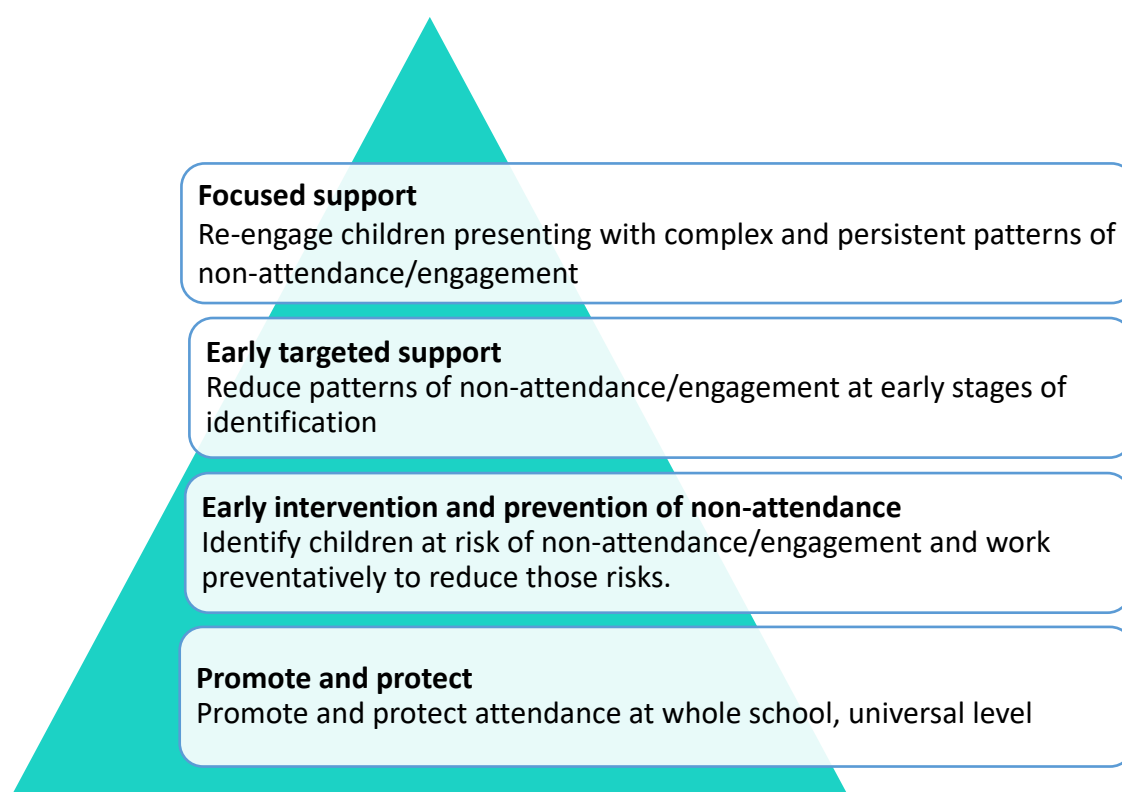 Focused support
Re-engage children presenting with complex and persistent patterns of
non-attendance/engagement
Early targeted support
Reduce patterns of non-attendance/engagement at early stages of
identification
Early intervention and prevention of non-attendance
Identify children at risk of non-attendance/engagement and work
preventatively to reduce those risks.
Promote and protect
Promote and protect attendance at whole school, universal level